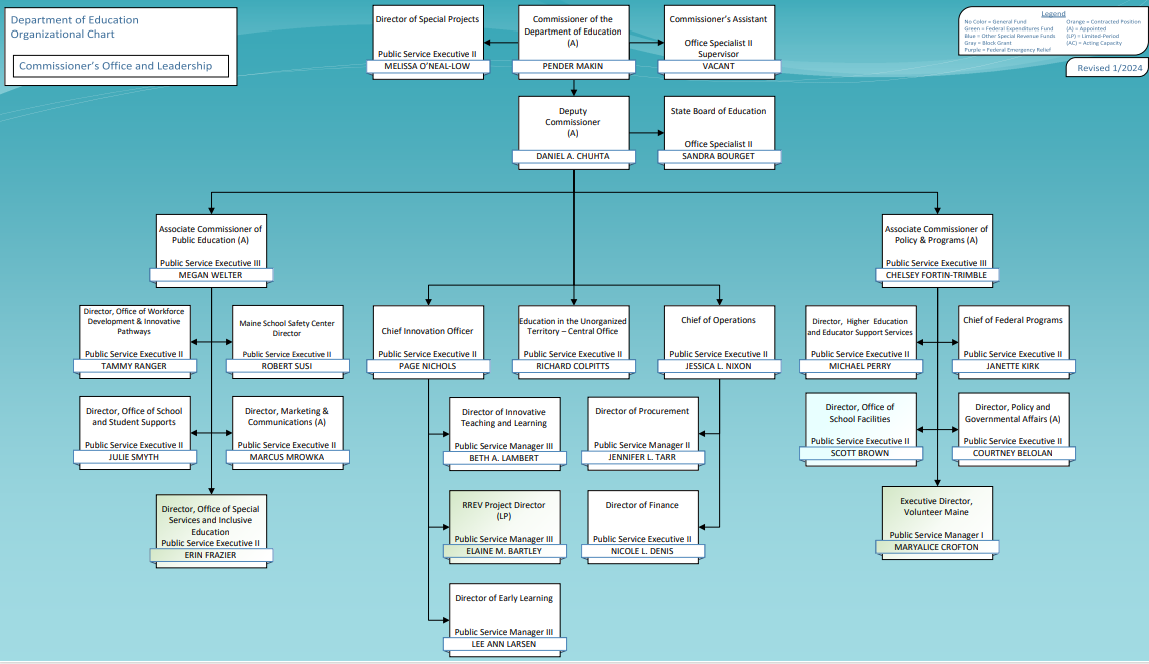 Department of Education
Organizational Chart
Commissioner's Office and Leadership
Director of Special Projects
Public Service Executive II
MELISSA O'NEAL-LOW
Commissioner of the
Department of Education
(A)
PENDER MAKIN
Commissioner's Assistant
Office Specialist II
Supervisor
VACANT
Legend
No Color = General Fund
Green = Federal Expenditures Fund
Blue = Other Special Revenue Funds
Gray = Block Grant
Purple = Federal Emergency Relief
Orange = Contracted Position
(A) = Appointed
(LP) = Limited-Period
(AC) = Acting Capacity
Revised 1/2024
Deputy
Commissioner
(A)
DANIEL A. CHUHTA
State Board of Education
Office Specialist II
SANDRA BOURGET
Associate Commissioner of
Public Education (A)
Public Service Executive III
MEGAN WELTER
Associate Commissioner of
Policy & Programs (A)
Public Service Executive III
CHELSEY FORTIN-TRIMBLE
Director, Office of Workforce
Development & Innovative
Pathways
Public Service Executive II
TAMMY RANGER
Maine School Safety Center
Director
Public Service Executive II
ROBERT SUSI
Chief Innovation Officer
Public Service Executive II
PAGE NICHOLS
Education in the Unorganized
Territory – Central Office
Public Service Executive II
RICHARD COLPITTS
Chief of Operations
Public Service Executive II
JESSICA L. NIXON
Director, Higher Education
and Educator Support Services
Public Service Executive II
MICHAEL PERRY
Chief of Federal Programs
Public Service Executive II
JANETTE KIRK
Director, Office of School
and Student Supports
Public Service Executive II
JULIE SMYTH
Director, Marketing &
Communications (A)
Public Service Executive II
MARCUS MROWKA
Director of Innovative
Teaching and Learning
Public Service Manager III
BETH A. LAMBERT
Director of Procurement
Public Service Manager II
JENNIFER L. TARR
Director, Office of
School Facilities
Public Service Executive II
SCOTT BROWN
Director, Policy and
Governmental Affairs (A)
Public Service Executive II
COURTNEY BELOLAN
Director, Office of Special
Services and Inclusive
Education
Public Service Executive II
ERIN FRAZIER
RREV Project Director
(LP)
Public Service Manager III
ELAINE M. BARTLEY
Director of Finance
Public Service Executive II
NICOLE L. DENIS
Executive Director,
Volunteer Maine
Public Service Manager I
MARYALICE CROFTON
Director of Early Learning
Public Service Manager III
LEE ANN LARSEN